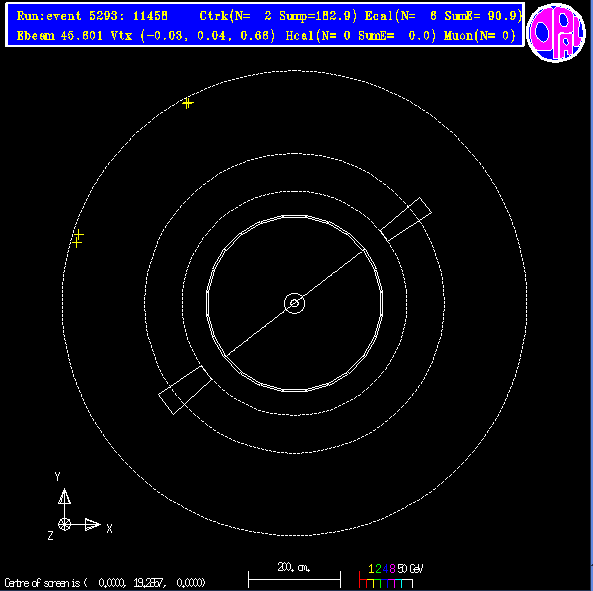 Run:event 5293: 11458 Ctrk(N= 2 Sump=182.9) Ecal(N= 6 SumE= 90.9)
Ebeam 45.601 Vtx (-0.03, 0.04, 0.68) Hcal(N= 0 SumE= 0.0) Muon(N= 0)
OPAL
Y
X
Z
200. cm.
1 2 4 8 50 GeV
Centre of screen is ( 0.0000, 19.2857, 0.0000)